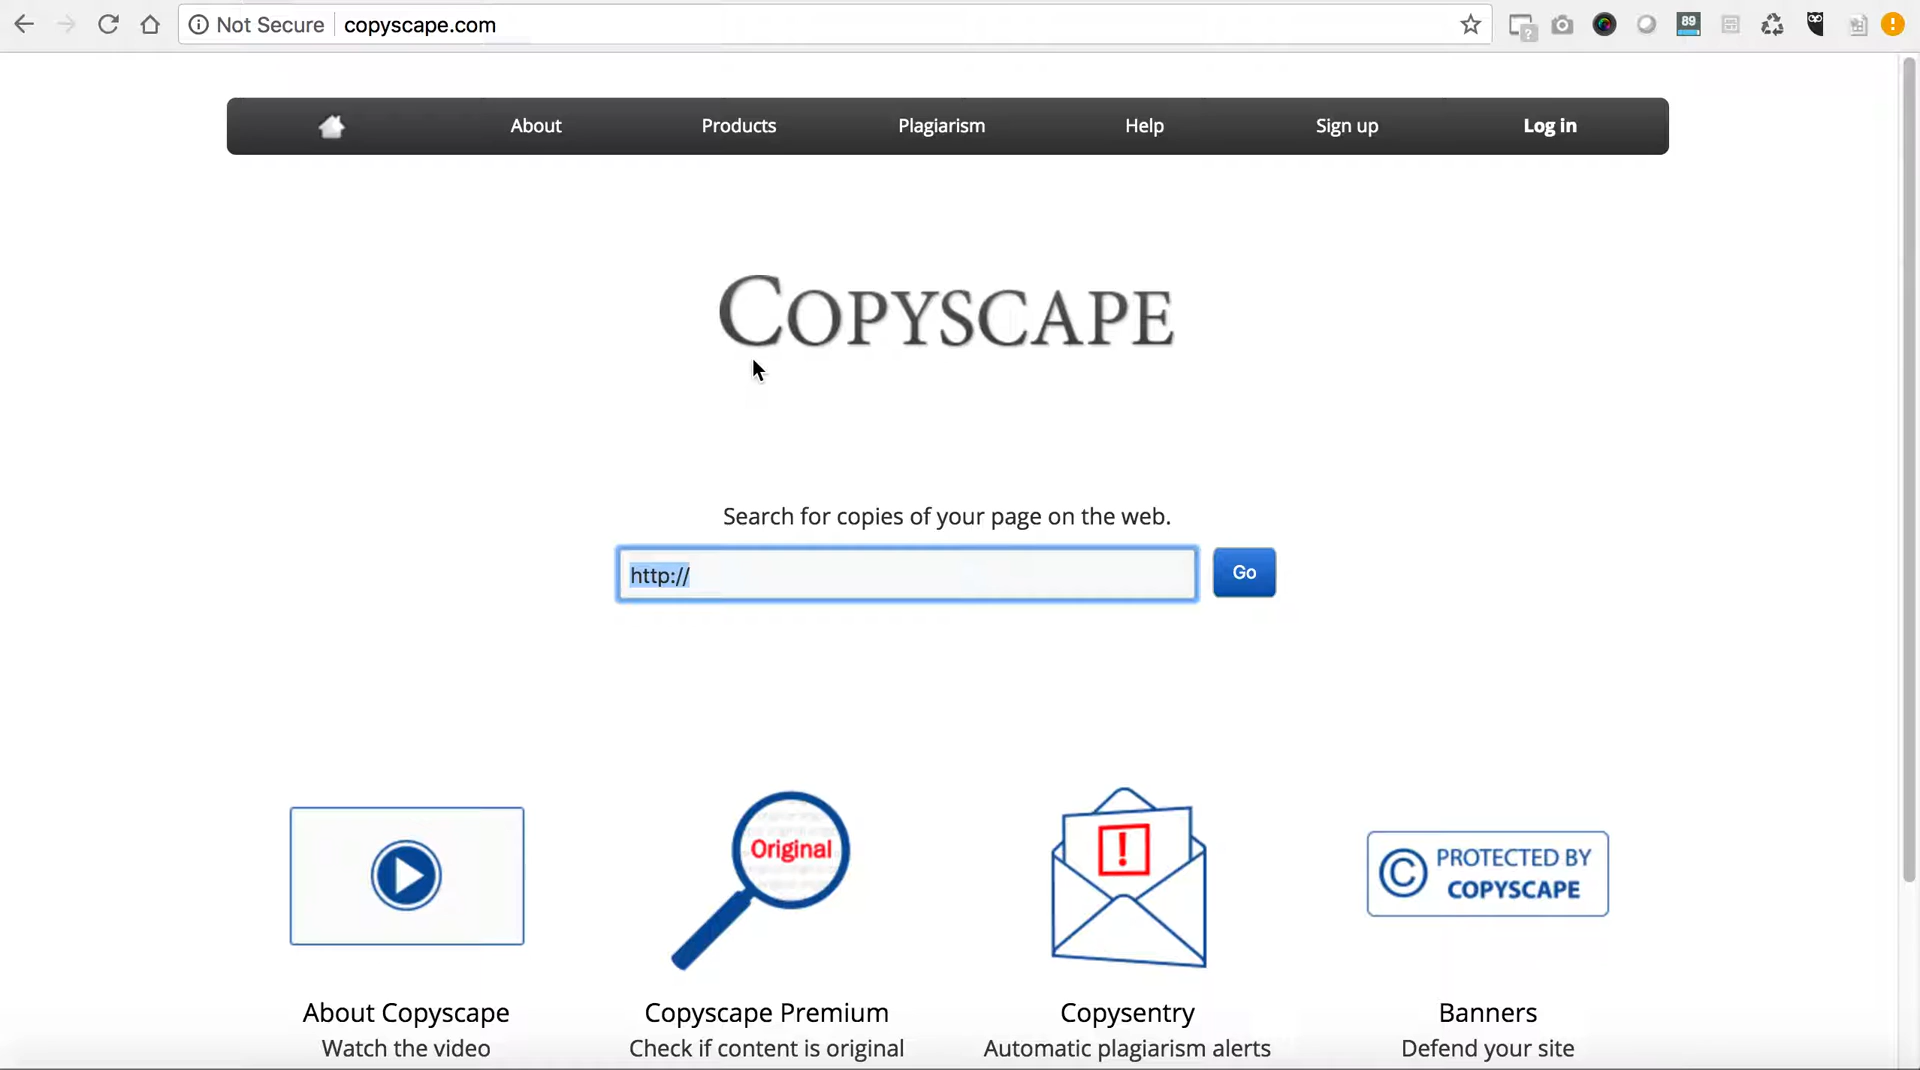 Not Secure copyscape.com
89
About Products Plagiarism Help Sign up Log in
COPYSCAPE
Search for copies of your page on the web.
http:// Go
Original
!
© PROTECTED BY
COPYSCAPE
About Copyscape Copyscape Premium Copysentry Banners
Watch the video Check if content is original Automatic plagiarism alerts Defend your site